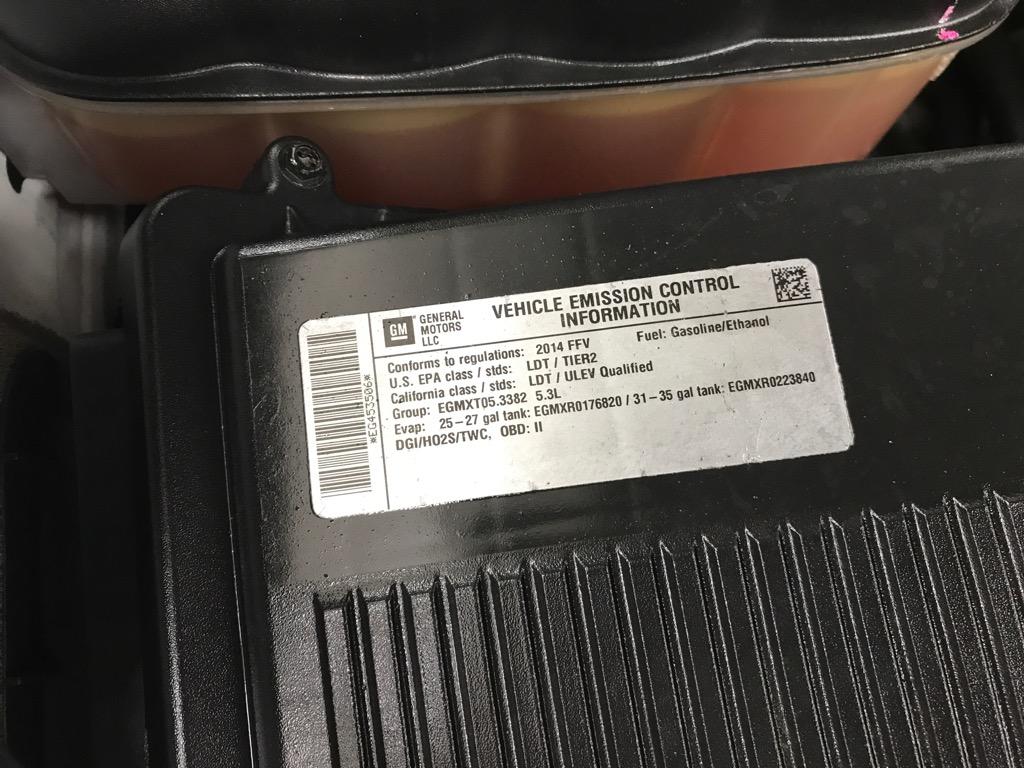 GM
GENERAL
MOTORS
LLC
VEHICLE EMISSION CONTROL
INFORMATION
Conforms to regulations: 2014 FFV Fuel: Gasoline/Ethanol
U.S. EPA class / stds: LDT / TIER2
California class / stds: LDT / ULEV Qualified
Group: EGMXT05.3382 5.3L
Evap: 25-27 gal tank: EGMXR0176820 / 31-35 gal tank: EGMXR0223840
DGI/HO2S/TWC, OBD: II
*EG453506*